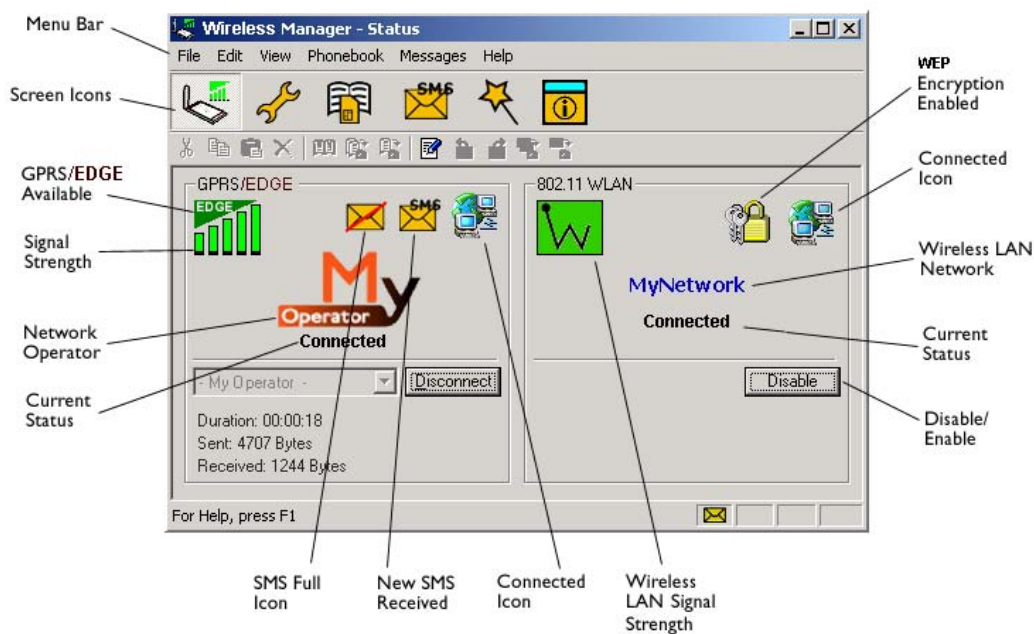 Menu Bar
Wireless Manager - Status
File Edit View Phonebook Messages Help
WEP
Encryption
Enabled
Screen Icons
SMS
GPRS/EDGE
Available
GPRS/EDGE
802.11 WLAN
Connected
Icon
EDGE
SMS
Signal
Strength
Wireless LAN
Network
My
Operator
MyNetwork
Network
Operator
Connected
Connected
Current
Status
- My Operator -
Disconnect
Disable
Current
Status
Duration: 00:00:18
Sent: 4707 Bytes
Received: 1244 Bytes
Disable/
Enable
For Help, press F1
SMS Full
Icon
New SMS
Received
Connected
Icon
Wireless
LAN Signal
Strength